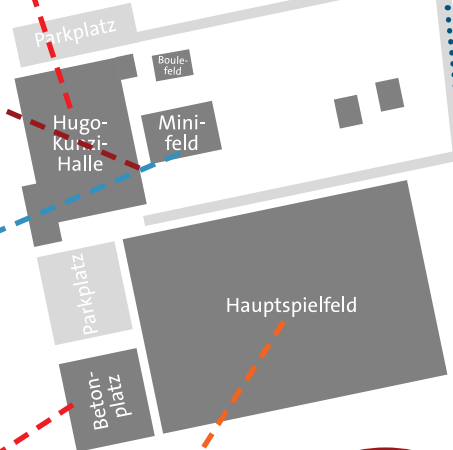 Parkplatz
Boule-
feld
Hugo-
Kunzi-
Halle
Mini-
feld
Parkplatz
Hauptspielfeld
Beton-
platz